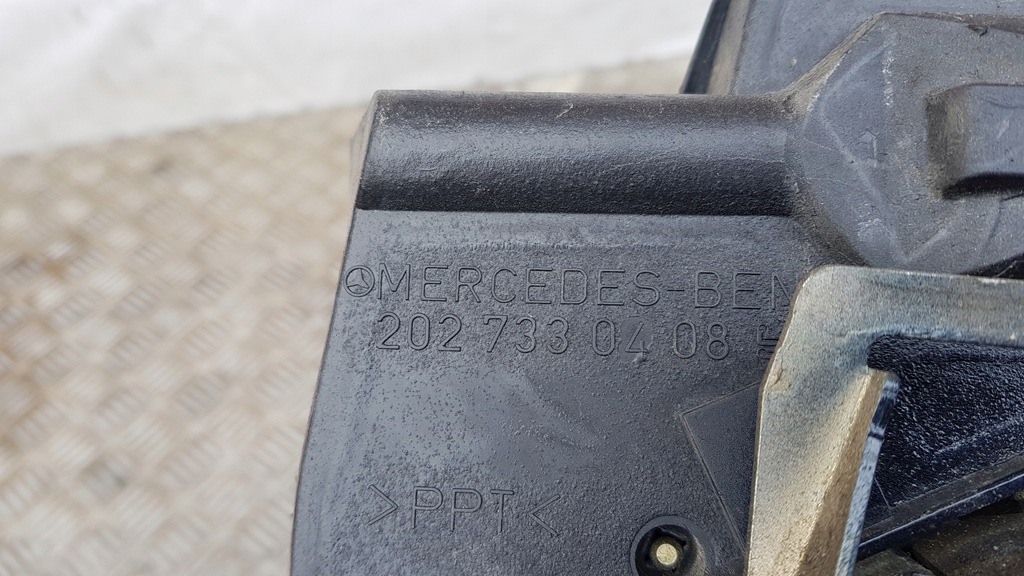 MERCEDES-BEN
202 733 04 08
>PPT<